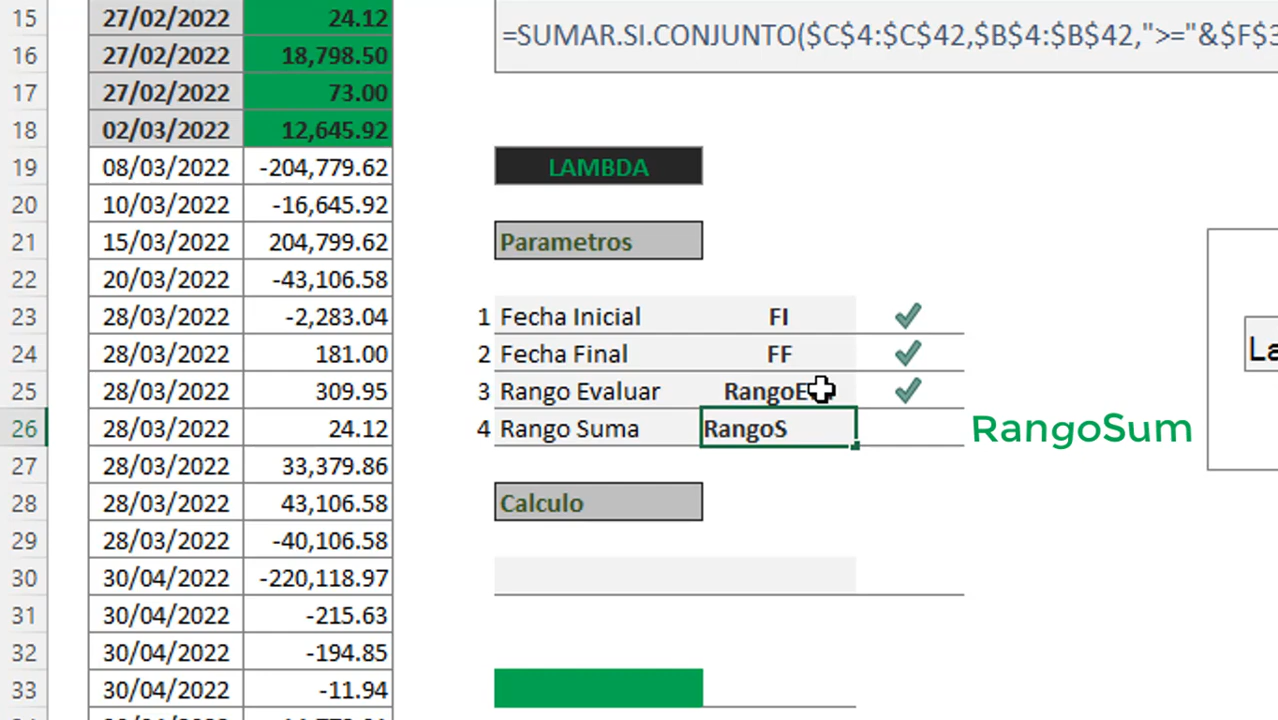 15 27/02/2022 24.12
=SUMAR.SI.CONJUNTO($C$4:$C$42,$B$4:$B$42,">="&$F$3
16 27/02/2022 18,798.50
17 27/02/2022 73.00
18 02/03/2022 12,645.92
19 08/03/2022 -204,779.62 LAMBDA
20 10/03/2022 -16,645.92
21 15/03/2022 204,799.62 Parametros
22 20/03/2022 -43,106.58
23 28/03/2022 -2,283.04 1 Fecha Inicial FI
24 28/03/2022 181.00 2 Fecha Final FF
La
25 28/03/2022 309.95 3 Rango Evaluar RangoE
26 28/03/2022 24.12 4 Rango Suma RangoS RangoSum
27 28/03/2022 33,379.86
28 28/03/2022 43,106.58 Calculo
29 28/03/2022 -40,106.58
30 30/04/2022 -220,118.97
31 30/04/2022 -215.63
32 30/04/2022 -194.85
33 30/04/2022 -11.94